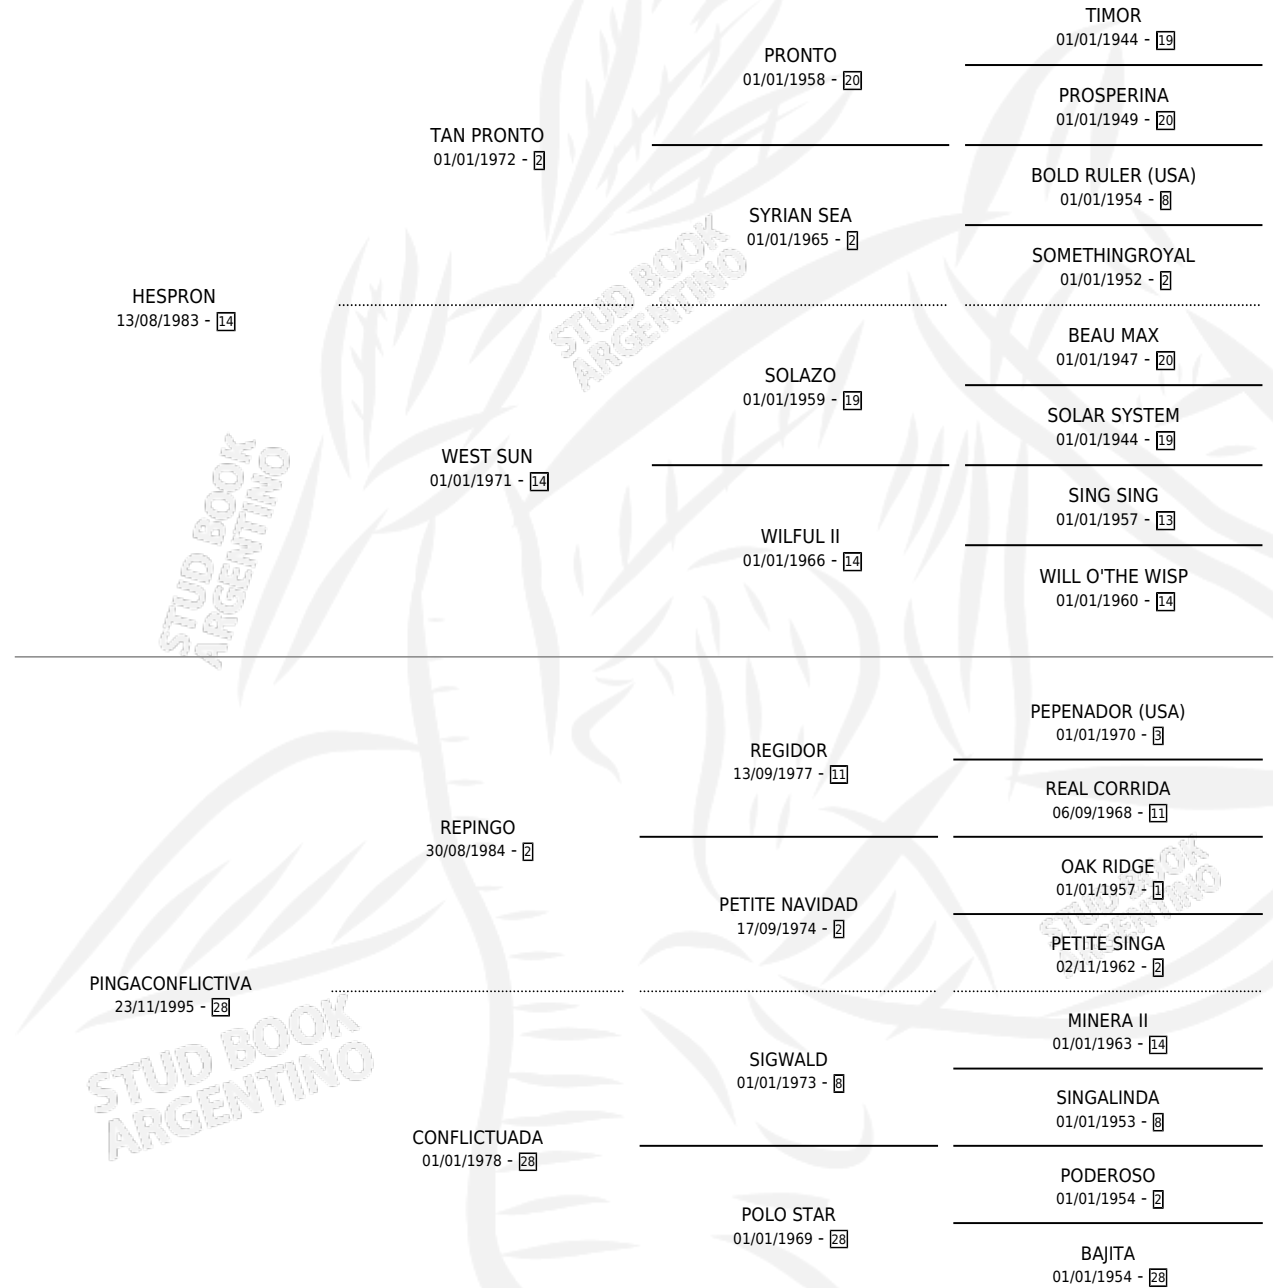 TIMOR
01/01/1944 - 19
PRONTO
01/01/1958 - 20
PROSPERINA
01/01/1949 - 20
TAN PRONTO
01/01/1972 - 2
BOLD RULER (USA)
01/01/1954 - 8
SYRIAN SEA
01/01/1965 - 2
SOMETHINGROYAL
01/01/1952 - 2
HESPRON
13/08/1983 - 14
BEAU MAX
01/01/1947 - 20
SOLAZO
01/01/1959 - 19
SOLAR SYSTEM
01/01/1944 - 19
WEST SUN
01/01/1971 - 14
SING SING
01/01/1957 - 13
WILFUL II
01/01/1966 - 14
WILL O'THE WISP
01/01/1960 - 14
PEPENADOR (USA)
01/01/1970 - 3
REGIDOR
13/09/1977 - 11
REAL CORRIDA
06/09/1968 - 11
REPINGO
30/08/1984 - 2
OAK RIDGE
01/01/1957 - 1
PETITE NAVIDAD
17/09/1974 - 2
PETITE SINGA
02/11/1962 - 2
PINGACONFLICTIVA
23/11/1995 - 28
MINERA II
01/01/1963 - 14
SIGWALD
01/01/1973 - 8
SINGALINDA
01/01/1953 - 8
CONFLICTUADA
01/01/1978 - 28
PODEROSO
01/01/1954 - 2
POLO STAR
01/01/1969 - 28
BAJITA
01/01/1954 - 28
STUD BOOK
ARGENTINO
STUD BOOK
ARGENTINO
STUD BOOK
ARGENTINO
STUD BOOK
ARGENTINO